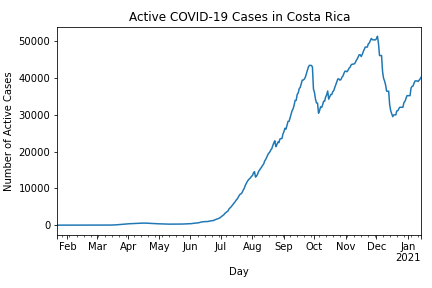 Active COVID-19 Cases in Costa Rica
Number of Active Cases
50000
40000
30000
20000
10000
0
Feb Mar Apr May Jun Jul Aug Sep Oct Nov Dec Jan
2021
Day